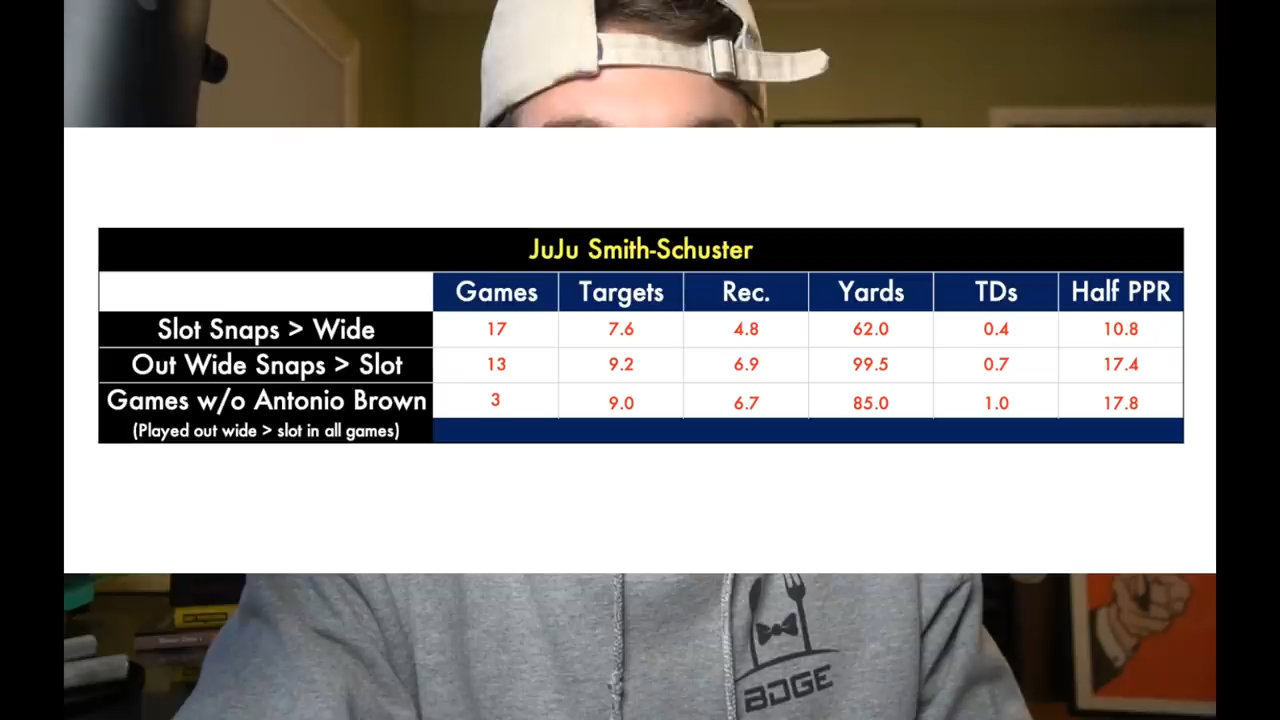 JuJu Smith-Schuster
Games Targets Rec. Yards TDs Half PPR
Slot Snaps > Wide 17 7.6 4.8 62.0 0.4 10.8
Out Wide Snaps > Slot 13 9.2 6.9 99.5 0.7 17.4
Games w/o Antonio Brown 3 9.0 6.7 85.0 1.0 17.8
(Played out wide > slot in all games)
BDGE